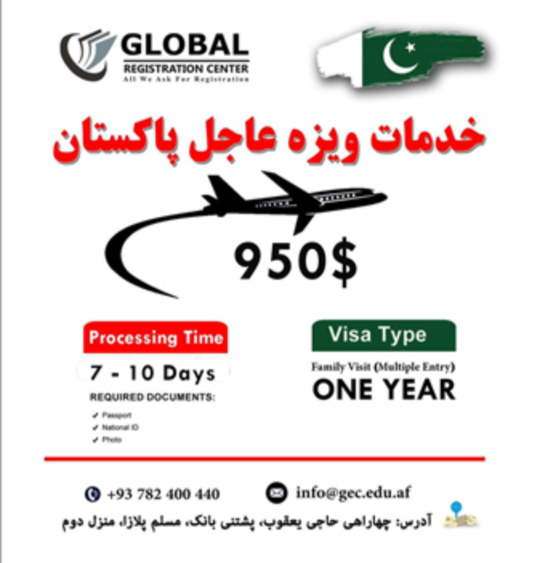 GLOBAL
REGISTRATION CENTER
All We Ask For Registration
خدمات ویزه عاجل پاکستان
950$
Processing Time
7 - 10 Days
REQUIRED DOCUMENTS:
✓ Passport
✓ National ID
✓ Photo
Visa Type
Family Visit (Multiple Entry)
ONE YEAR
+93 782 400 440
info@gec.edu.af
آدرس: چهاراهی حاجی یعقوب، پشتنی بانک، مسلم پلازا، منزل دوم